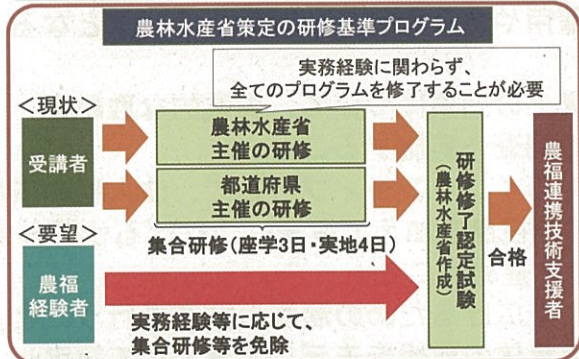 農林水産省策定の研修基準プログラム
実務経験に関わらず、
全てのプログラムを修了することが必要
＜現状＞
受講者
農林水産省
主催の研修
都道府県
主催の研修
集合研修(座学3日・実地4日)
研修修了認定試験
(農林水産省作成)
合格
農福連携技術支援者
＜要望＞
農福
経験者
実務経験等に応じて、
集合研修等を免除